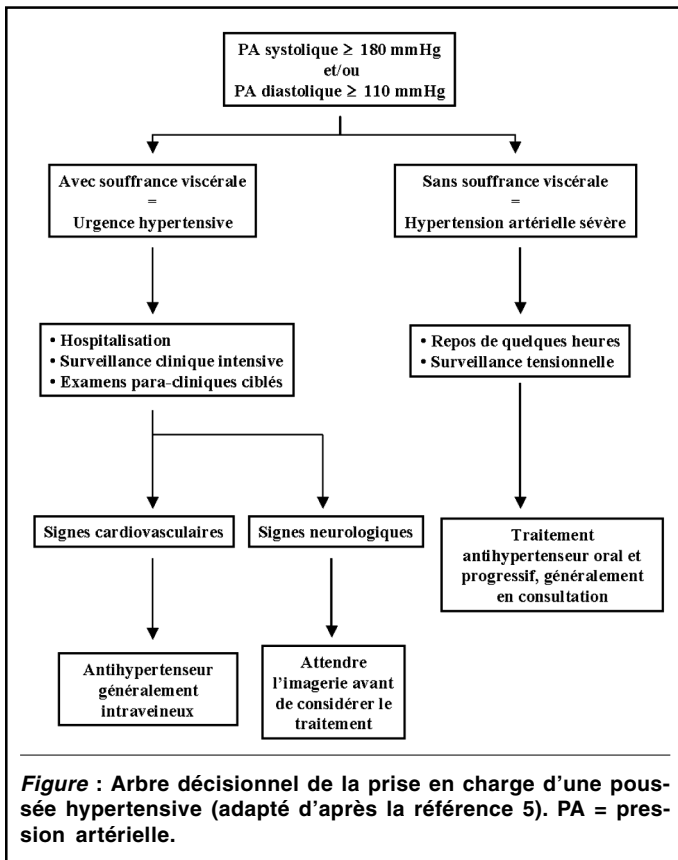 PA systolique ≥ 180 mmHg
et/ou
PA diastolique ≥ 110 mmHg
Avec souffrance viscérale
=
Urgence hypertensive
Sans souffrance viscérale
=
Hypertension artérielle sévère
• Hospitalisation
• Surveillance clinique intensive
• Examens para-cliniques ciblés
• Repos de quelques heures
• Surveillance tensionnelle
Signes cardiovasculaires
Signes neurologiques
Traitement
antihypertenseur oral et
progressif, généralement
en consultation
Antihypertenseur
généralement
intraveineux
Attendre
l'imagerie avant
de considérer le
traitement
Figure : Arbre décisionnel de la prise en charge d'une pous-
sée hypertensive (adapté d'après la référence 5). PA = pres-
sion artérielle.